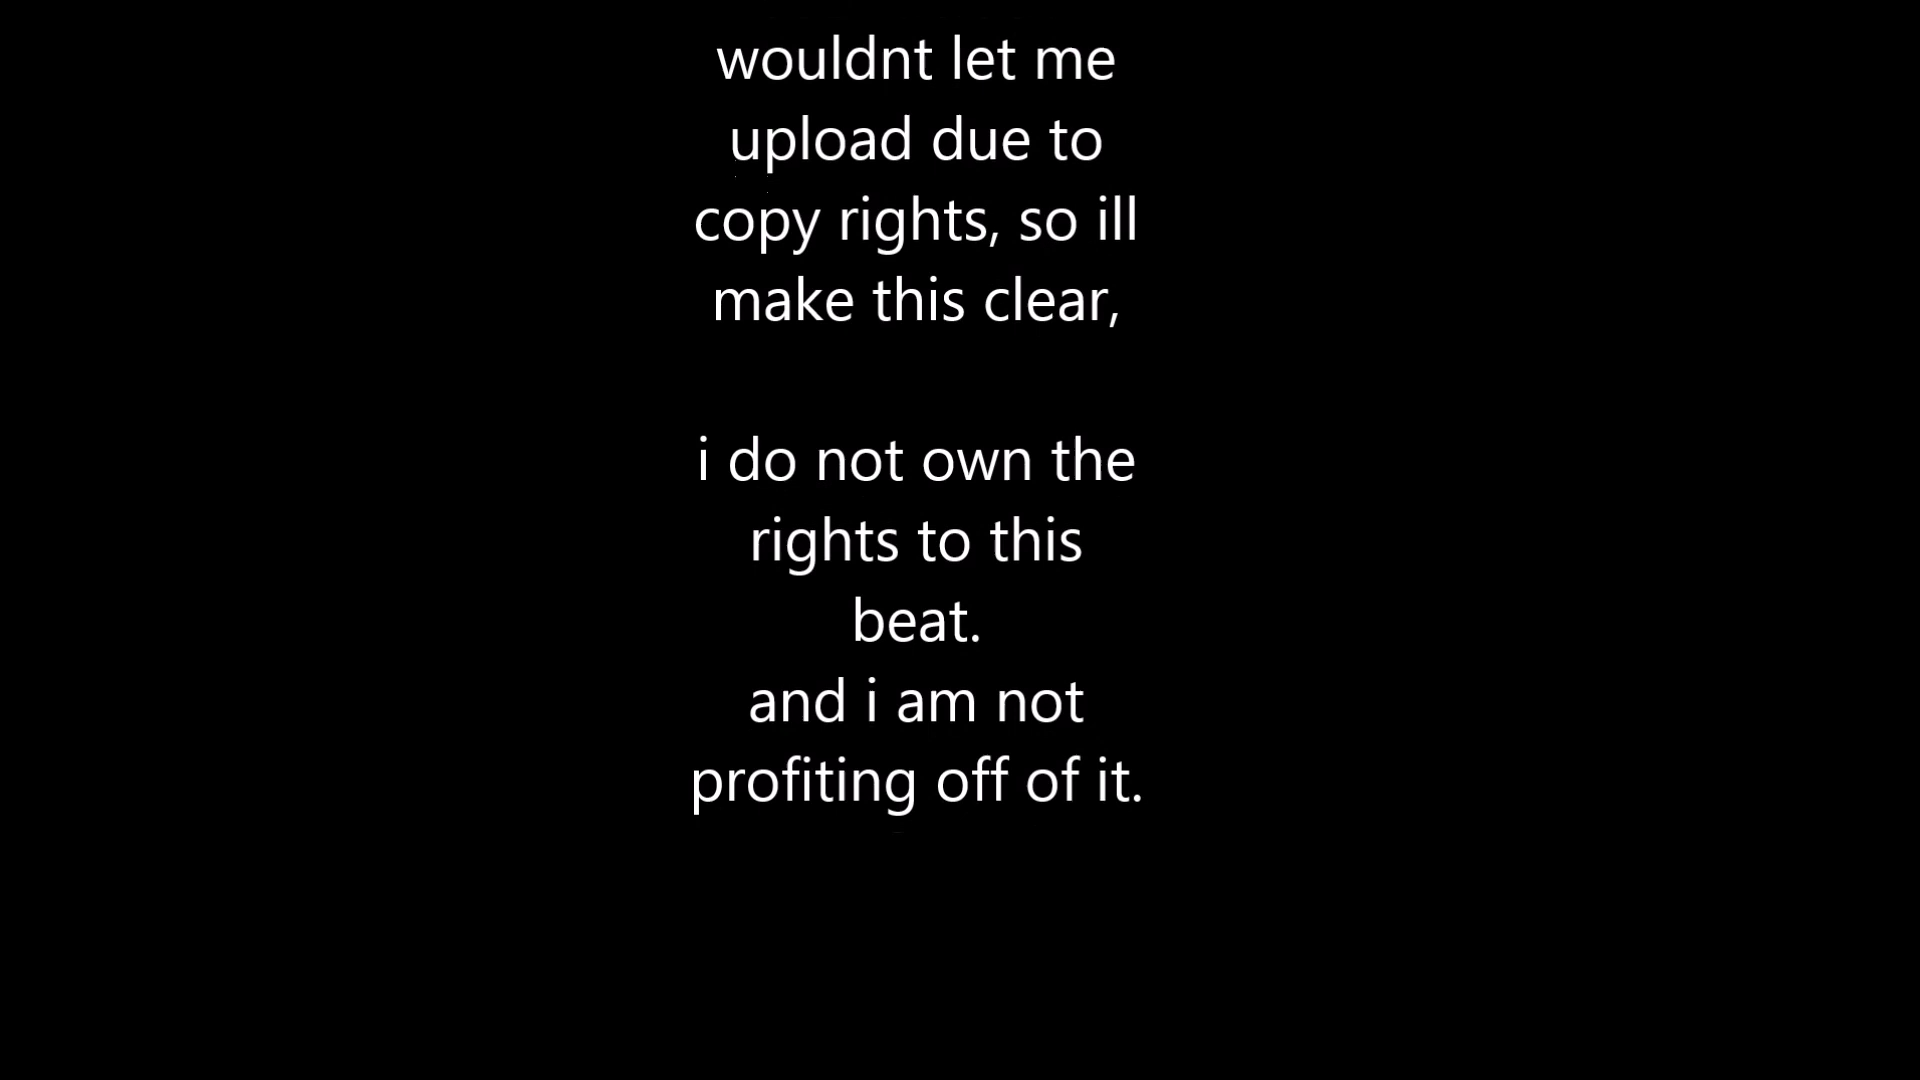 wouldnt let me
upload due to
copy rights, so ill
make this clear,
i do not own the
rights to this
beat.
and i am not
profiting off of it.